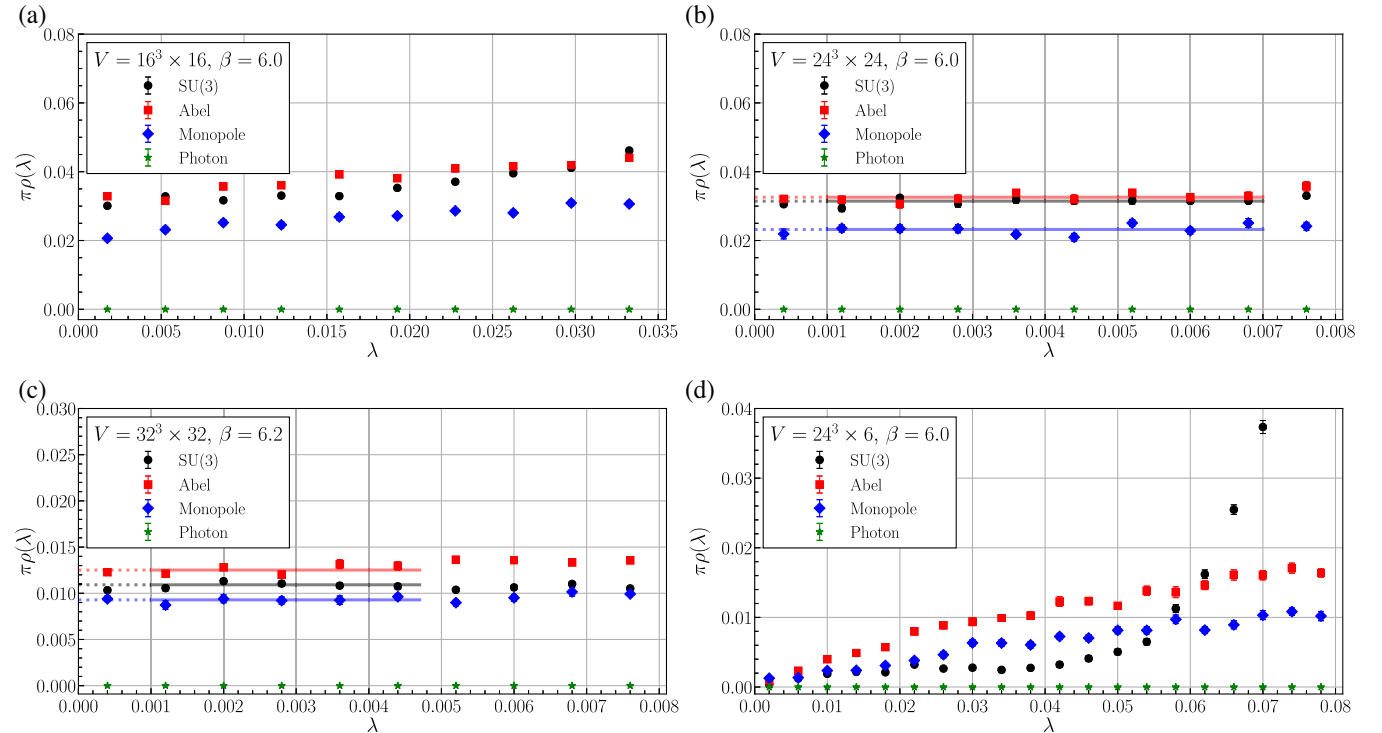 (a)
V = 16³ × 16, β = 6.0
SU(3)
Abel
Monopole
Photon
πρ(λ)
0.08
0.06
0.04
0.02
0.00
0.000 0.005 0.010 0.015 0.020 0.025 0.030 0.035
λ
(b)
V = 24³ × 24, β = 6.0
SU(3)
Abel
Monopole
Photon
πρ(λ)
0.08
0.06
0.04
0.02
0.00
0.000 0.001 0.002 0.003 0.004 0.005 0.006 0.007 0.008
λ
(c)
V = 32³ × 32, β = 6.2
SU(3)
Abel
Monopole
Photon
πρ(λ)
0.030
0.025
0.020
0.015
0.010
0.005
0.000
0.000 0.001 0.002 0.003 0.004 0.005 0.006 0.007 0.008
λ
(d)
V = 24³ × 6, β = 6.0
SU(3)
Abel
Monopole
Photon
πρ(λ)
0.04
0.03
0.02
0.01
0.00
0.00 0.01 0.02 0.03 0.04 0.05 0.06 0.07 0.08
λ